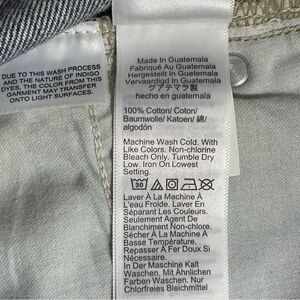 DUE TO THIS WASH PROCESS
AND THE NATURE OF INDIGO
DYES, THE COLOR FROM THIS
GARMENT MAY TRANSFER
ONTO LIGHT SURFACES.
Made In Guatemala
Fabriqué Au Guatemala
Hergestellt In Guatemala
Vervaardigd In Guatemala
グアテマラ製
hecho en guatemala
100% Cotton/ Coton/
Baumwolle/ Katoen/ 綿/
algodón
Machine Wash Cold, With
Like Colors. Non-chlorine
Bleach Only. Tumble Dry
Low. Iron On Lowest
Setting.
30
Laver À La Machine À
L'eau Froide. Laver En
Séparant Les Couleurs.
Seulement Agent De
Blanchiment Non-chlore.
Sécher À La Machine À
Basse Température.
Repasser À Fer Doux Si
Nécessaire.
In Der Maschine Kalt
Waschen. Mit Ähnlichen
Farben Waschen. Nur
Chlorfreies Bleichmittel